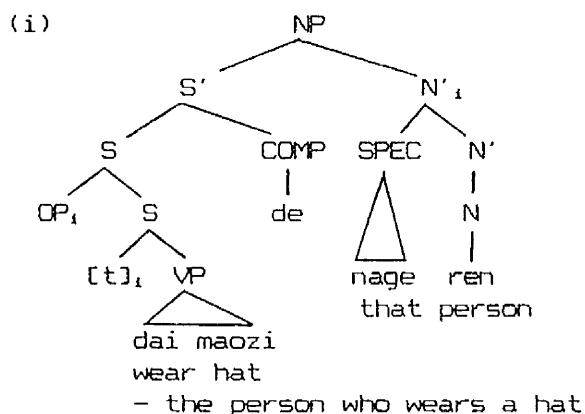 (i)
NP
S' N'ᵢ
S COMP SPEC N'
OPᵢ S de N
[t]ᵢ VP nage ren
that person
dai maozi
wear hat
- the person who wears a hat